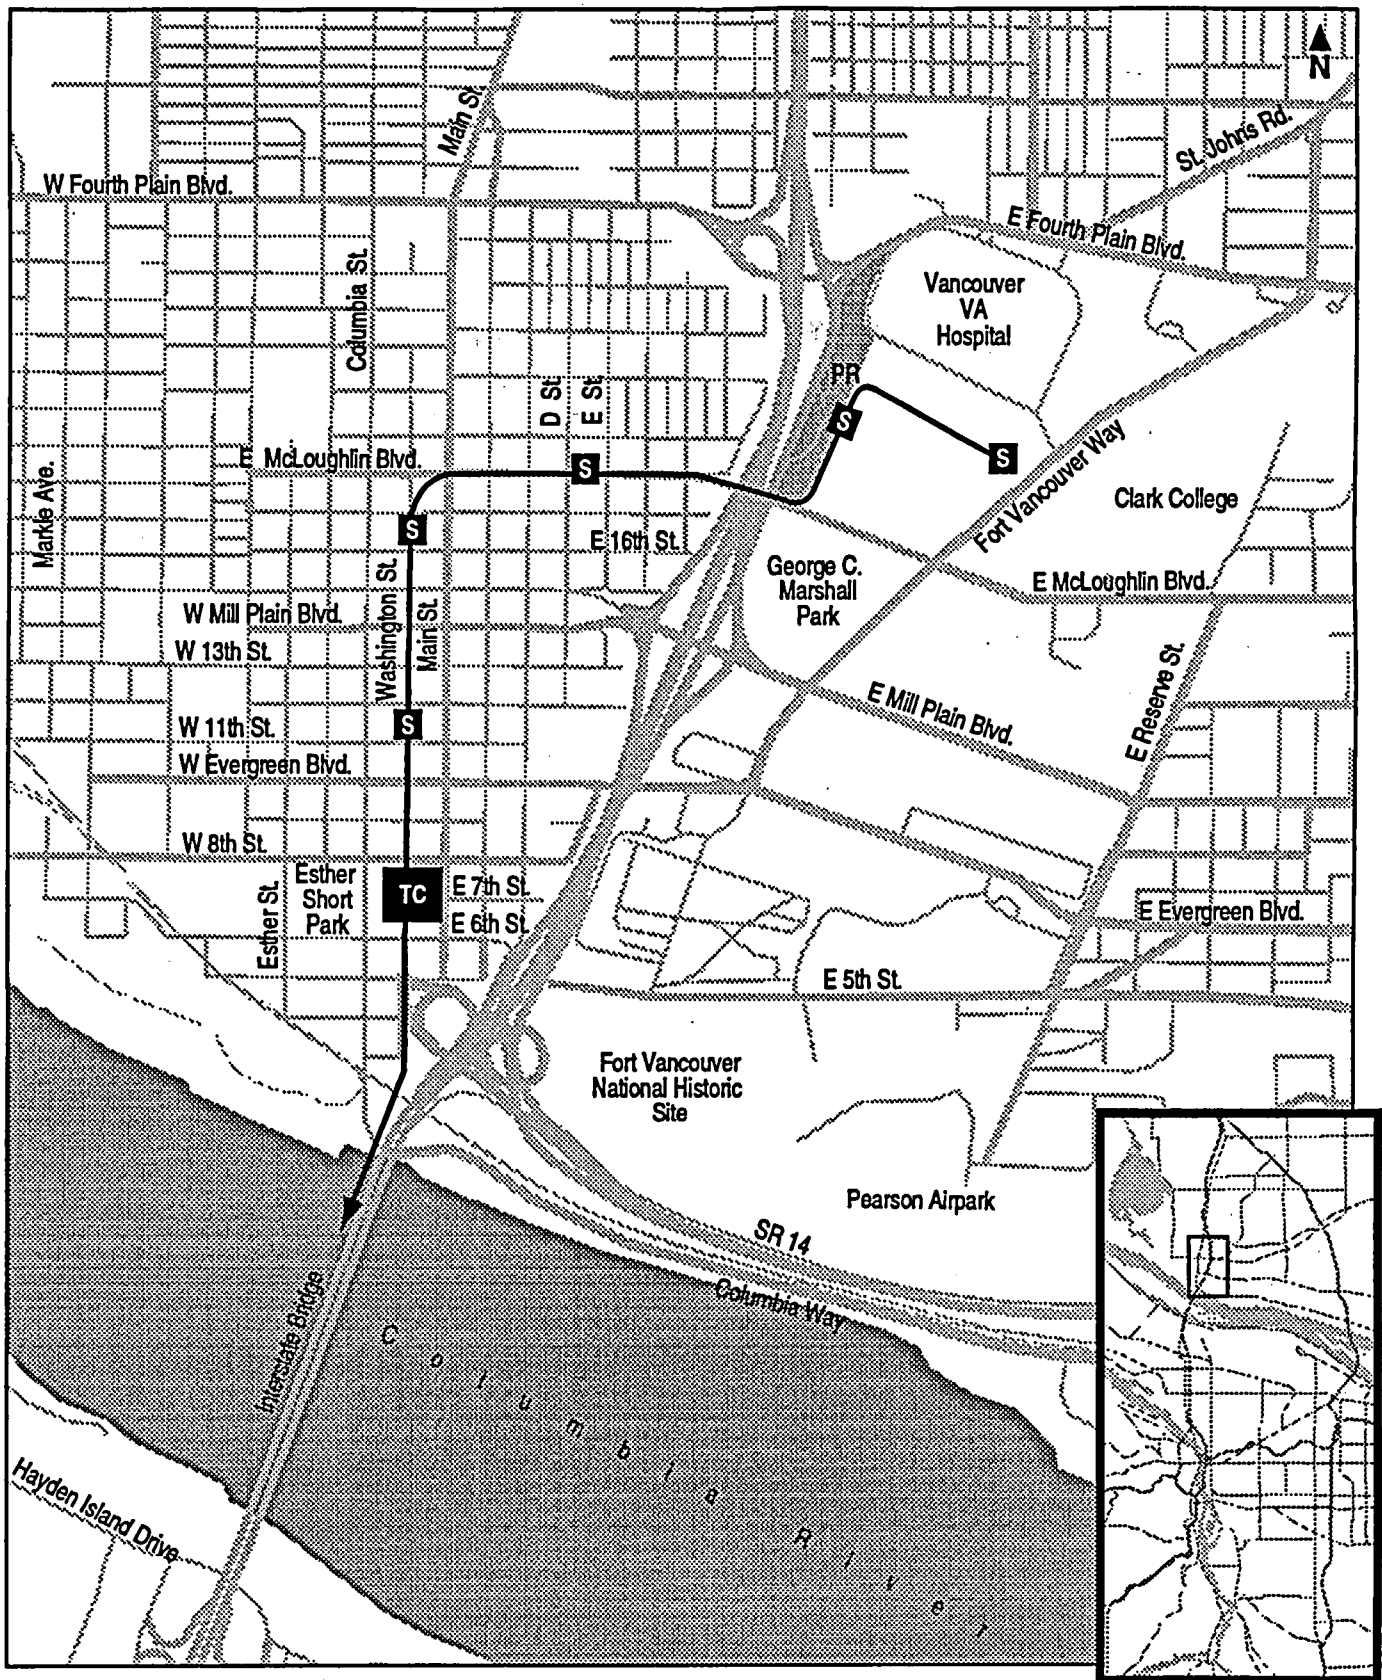 N
Main St.
St. Johns Rd.
W Fourth Plain Blvd.
E Fourth Plain Blvd.
Columbia St.
Vancouver
VA
Hospital
PR
D St.
E St.
S
S
S
E McLoughlin Blvd.
Markle Ave.
Fort Vancouver Way
Clark College
S
E 16th St.
George C.
Marshall
Park
E McLoughlin Blvd.
Washington St.
Main St.
W Mill Plain Blvd.
W 13th St.
E Reserve St.
E Mill Plain Blvd.
W 11th St.
S
W Evergreen Blvd.
W 8th St.
Esther St.
Esther
Short
Park
TC
E 7th St.
E 6th St.
E Evergreen Blvd.
E 5th St.
Fort Vancouver
National Historic
Site
Pearson Airpark
SR 14
Columbia Way
Interstate Bridge
Columbia River
Hayden Island Drive